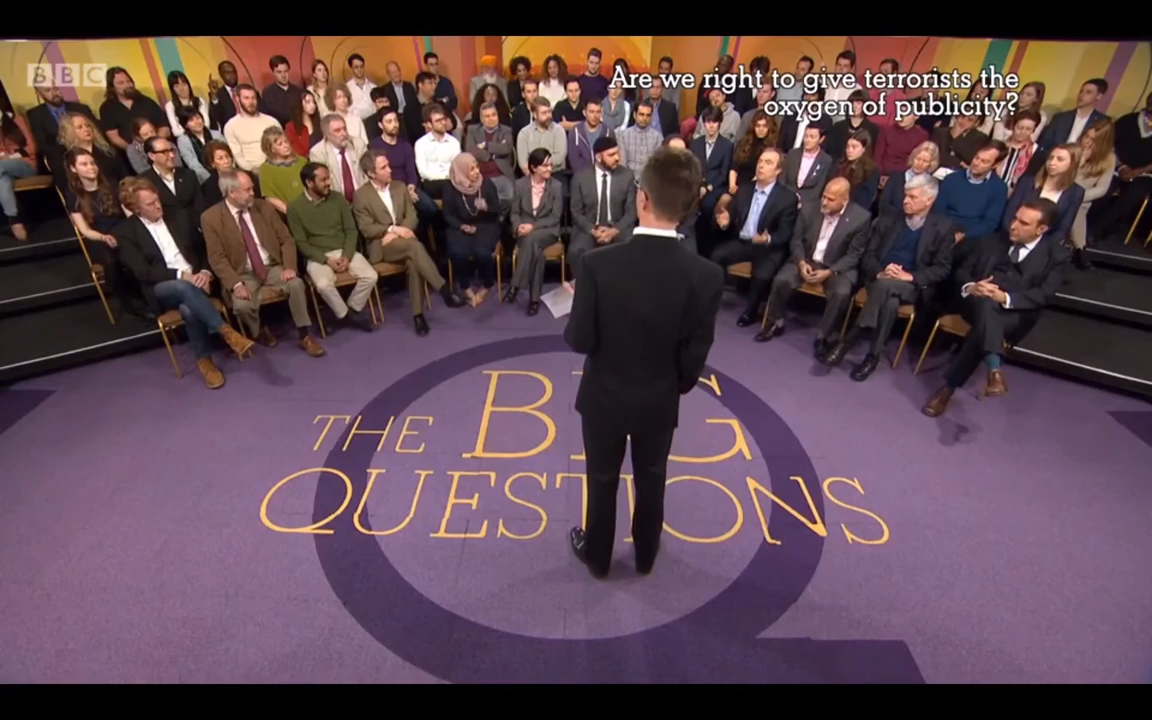 BBC
Are we right to give terrorists the
oxygen of publicity?
THE BIG
QUESTIONS